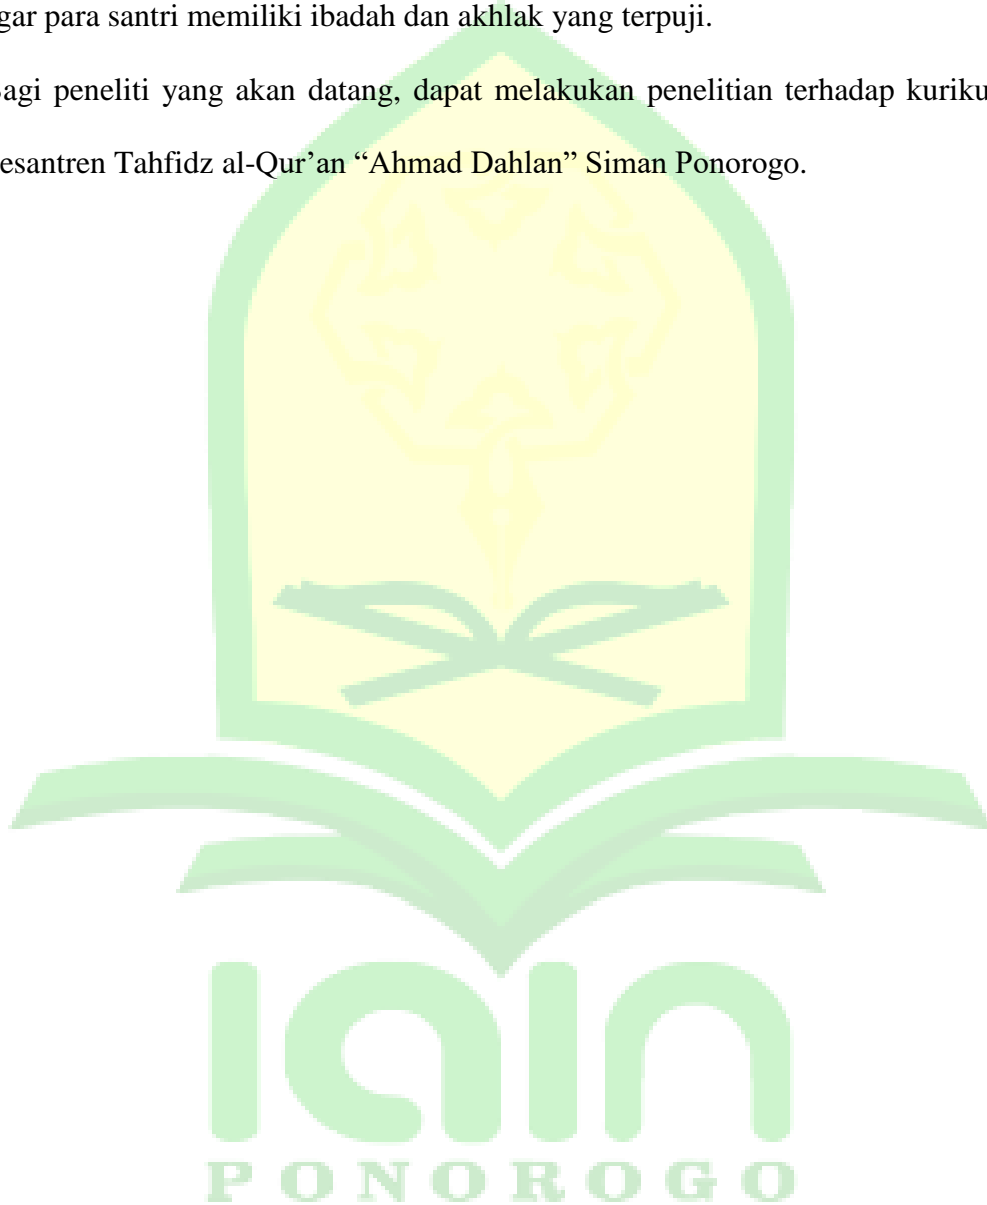 gar para santri memiliki ibadah dan akhlak yang terpuji.
agi peneliti yang akan datang, dapat melakukan penelitian terhadap kuriku
esantren Tahfidz al-Qur’an “Ahmad Dahlan” Siman Ponorogo.
IAIN
PONOROGO